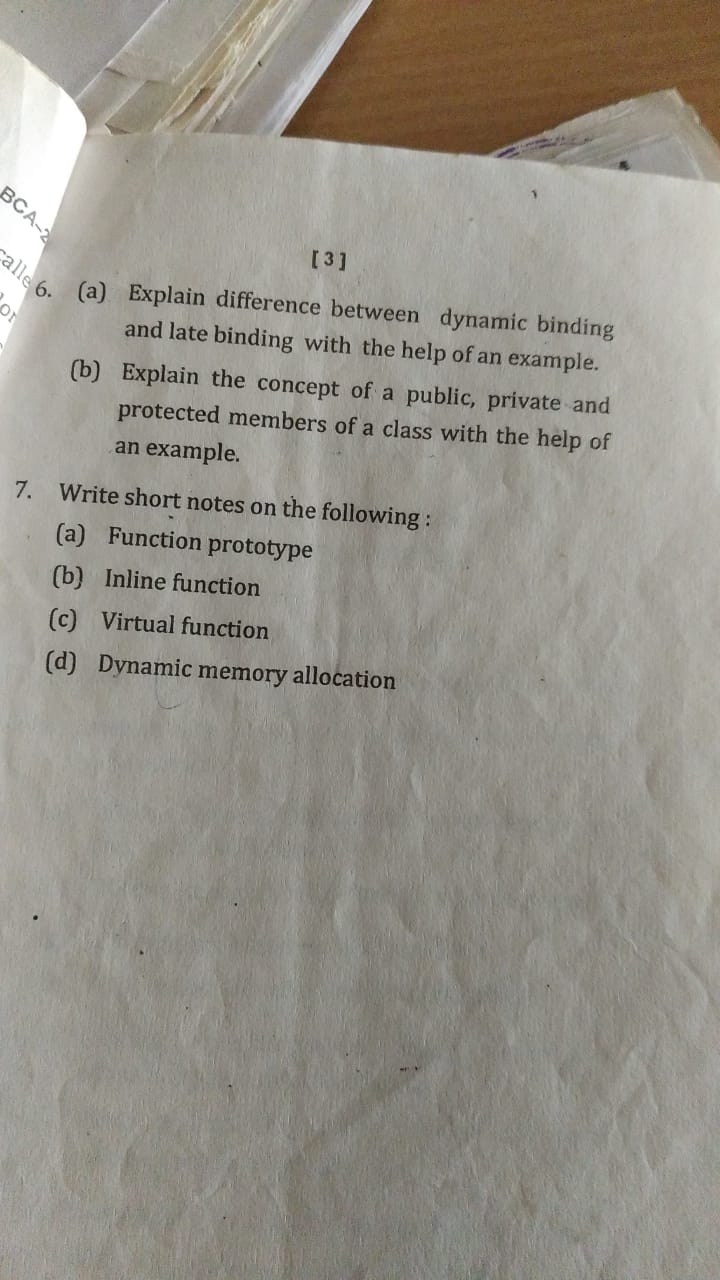 BCA-2
[ 3 ]
6. (a) Explain difference between dynamic binding
and late binding with the help of an example.
(b) Explain the concept of a public, private and
protected members of a class with the help of
an example.
7. Write short notes on the following :
(a) Function prototype
(b) Inline function
(c) Virtual function
(d) Dynamic memory allocation